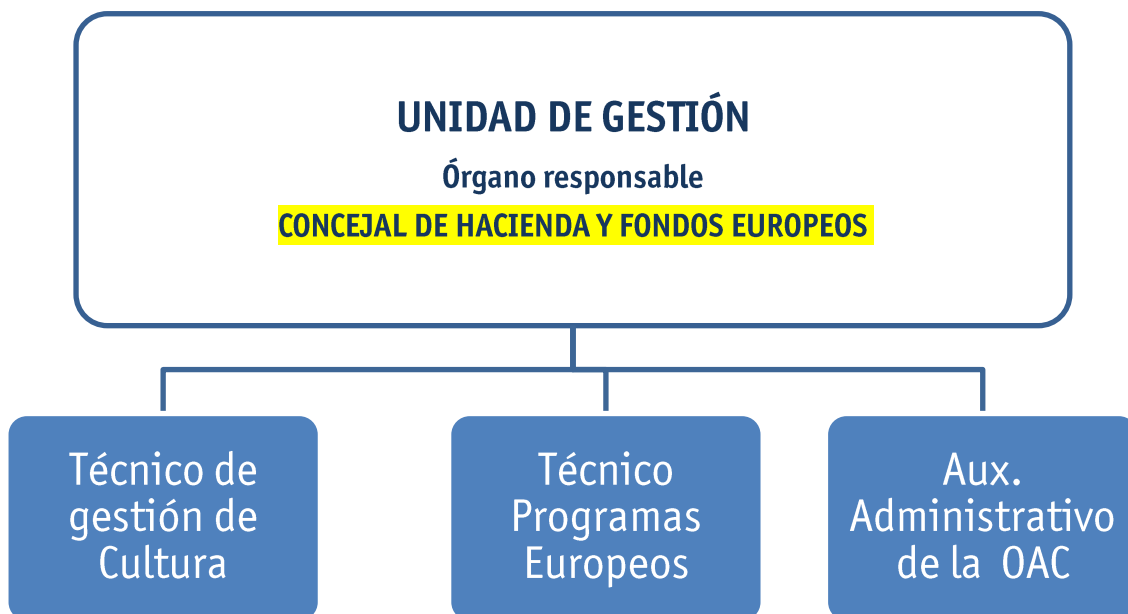 UNIDAD DE GESTIÓN
Órgano responsable
CONCEJAL DE HACIENDA Y FONDOS EUROPEOS
Técnico de
gestión de
Cultura
Técnico
Programas
Europeos
Aux.
Administrativo
de la OAC